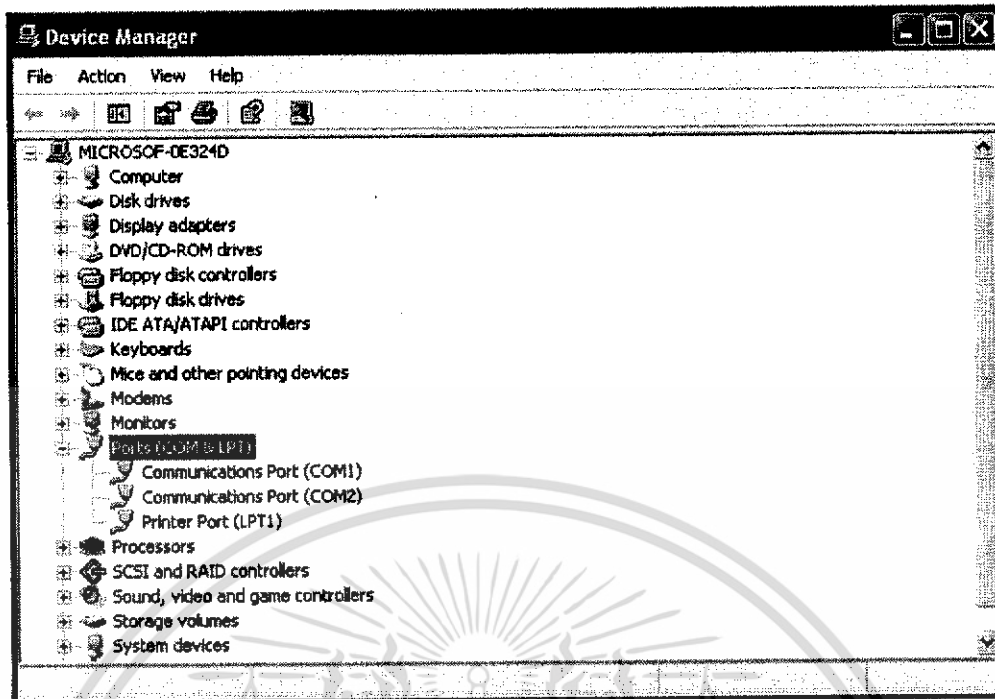 Device Manager
File Action View Help
MICROSOF-0E324D
Computer
Disk drives
Display adapters
DVD/CD-ROM drives
Floppy disk controllers
Floppy disk drives
IDE ATA/ATAPI controllers
Keyboards
Mice and other pointing devices
Modems
Monitors
Ports (COM & LPT)
Communications Port (COM1)
Communications Port (COM2)
Printer Port (LPT1)
Processors
SCSI and RAID controllers
Sound, video and game controllers
Storage volumes
System devices